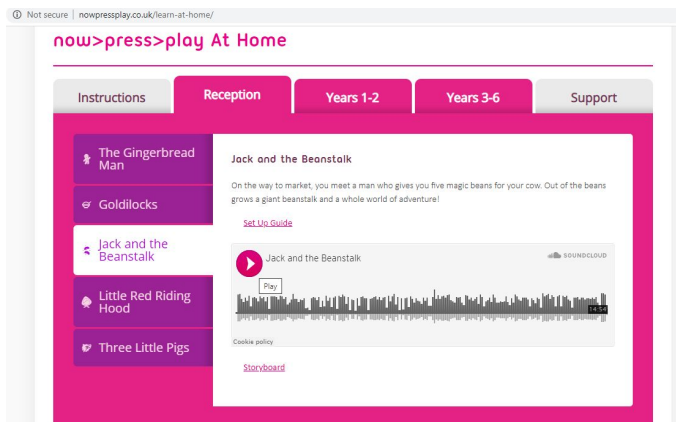 Not secure | nowpressplay.co.uk/learn-at-home/
now>press>play At Home
Instructions
Reception
Years 1-2
Years 3-6
Support
The Gingerbread
Man
Goldilocks
Jack and the
Beanstalk
Little Red Riding
Hood
Three Little Pigs
Jack and the Beanstalk
On the way to market, you meet a man who gives you five magic beans for your cow. Out of the beans
grows a giant beanstalk and a whole world of adventure!
Set Up Guide
Jack and the Beanstalk
SOUNDCLOUD
Play
14:54
Cookie policy
Storyboard